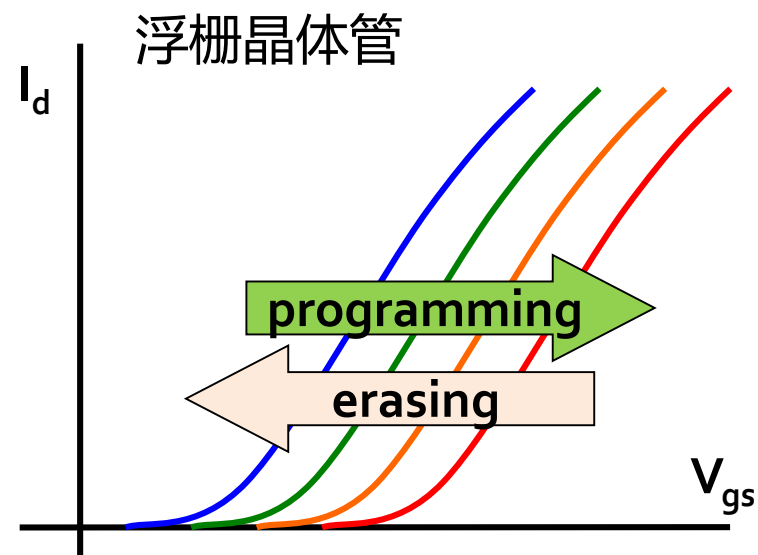 浮栅晶体管
Id
programming
erasing
Vgs